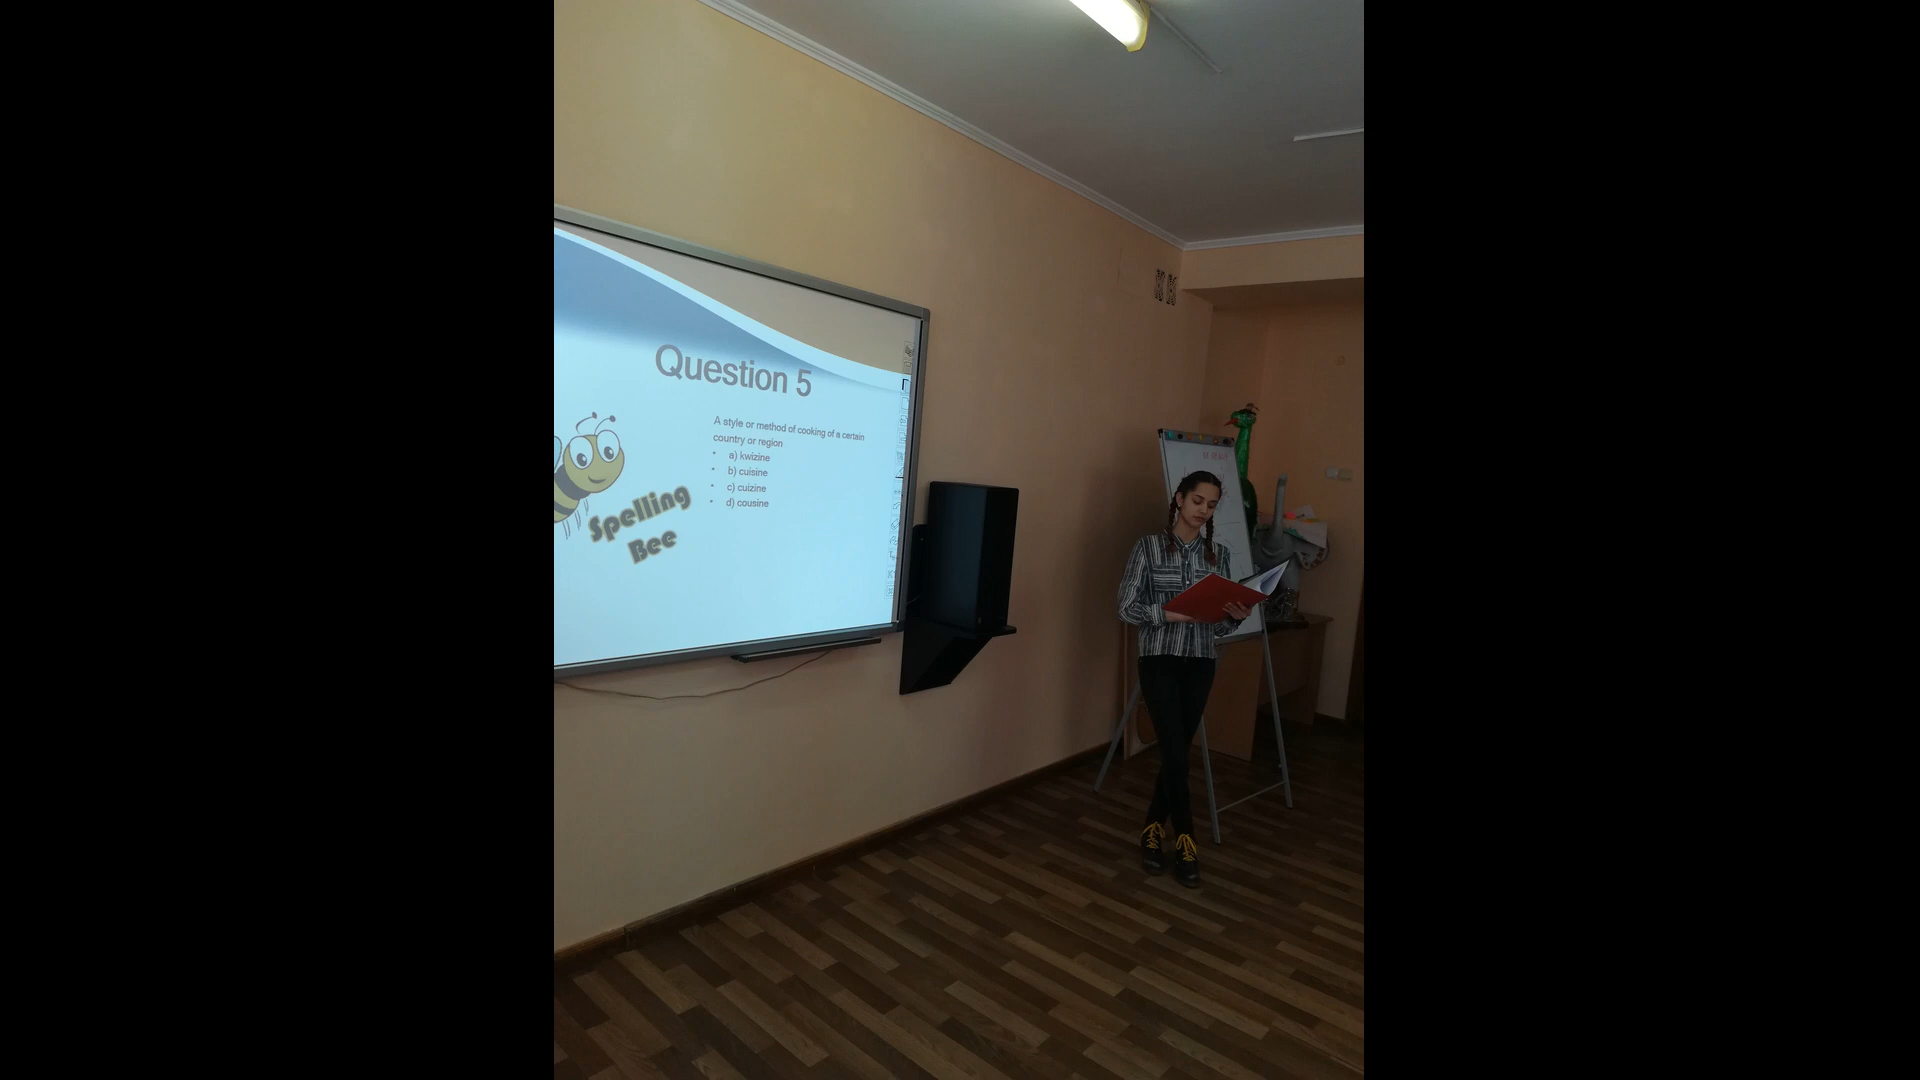 Question 5
A style or method of cooking of a certain
country or region
a) kwizine
b) cuisine
c) cuizine
d) cousine
Spelling
Bee